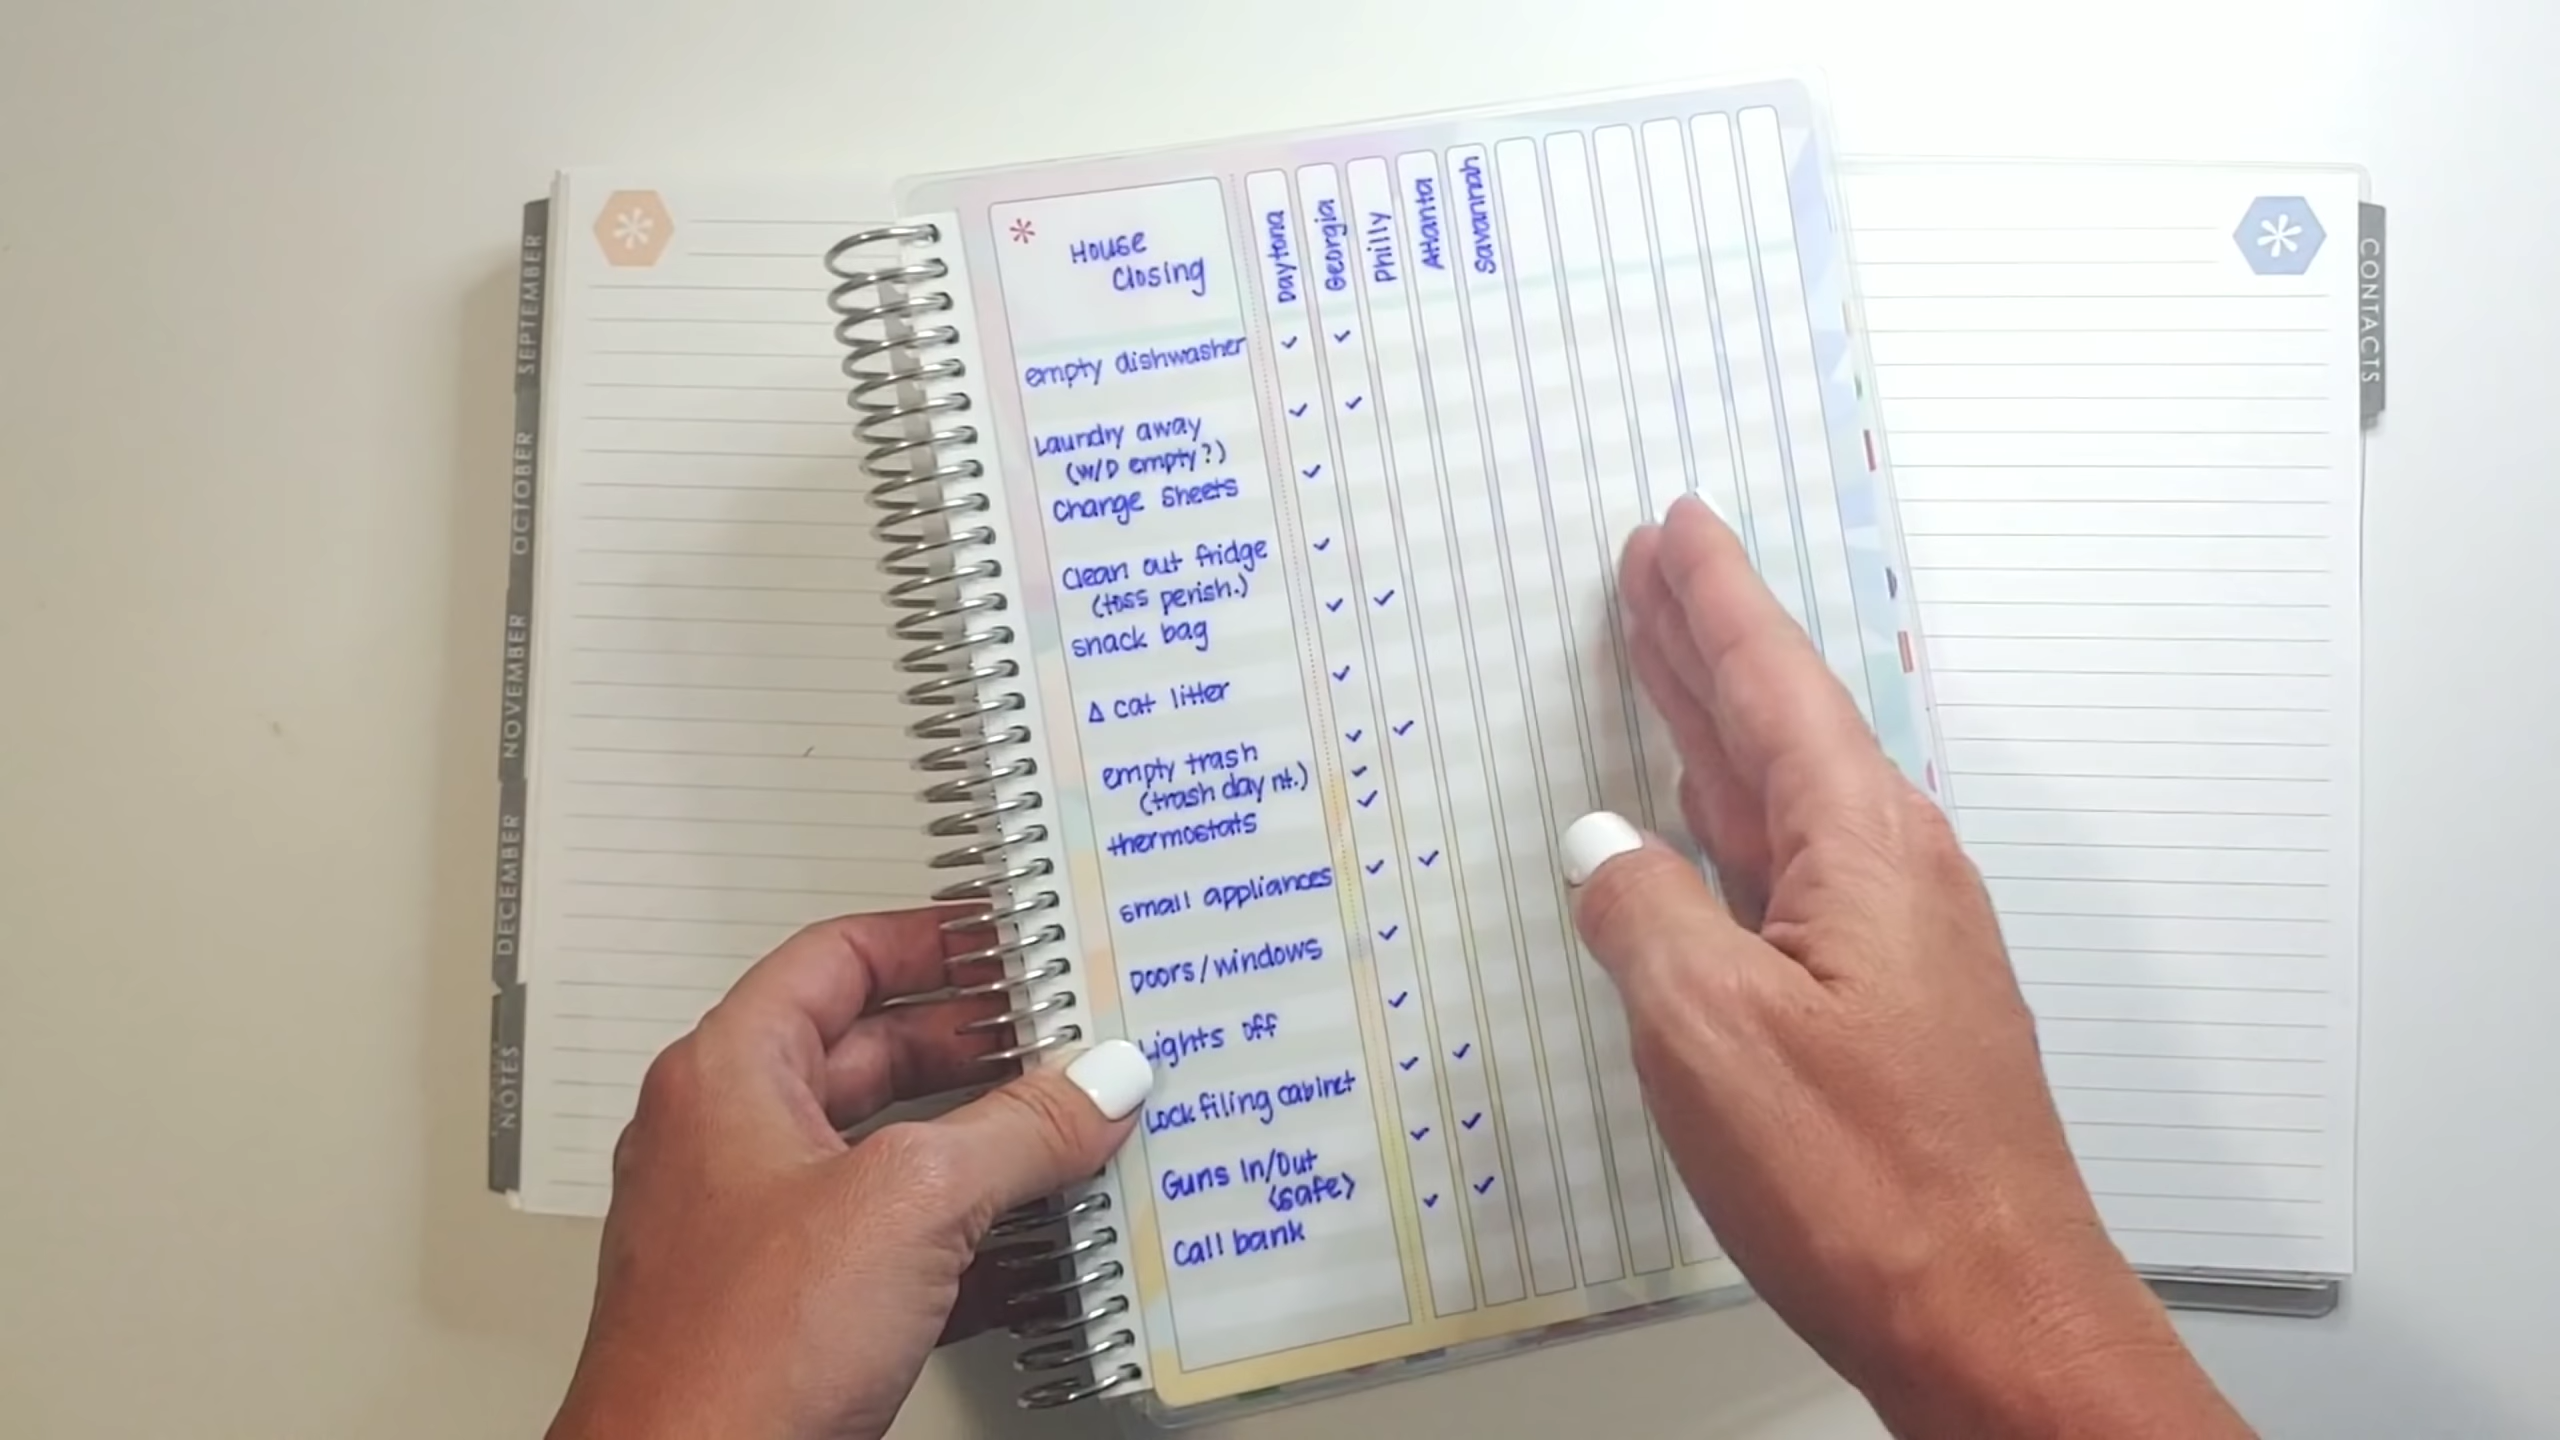 SEPTEMBER
OCTOBER
NOVEMBER
DECEMBER
NOTES
* House
Closing
Daytona
Georgia
Philly
Atlanta
Savannah
empty dishwasher ✓ ✓
Laundry away ✓ ✓
(W/D empty?)
Change Sheets ✓
Clean out fridge ✓
(toss perish.)
snack bag ✓ ✓
Δ cat litter ✓
empty trash ✓ ✓
(trash day nt.) ✓
thermostats ✓
small appliances ✓ ✓
Doors/windows ✓
Lights off ✓
Lock filing cabinet ✓ ✓
Guns In/Out ✓ ✓
<safe>
Call bank ✓ ✓
CONTACTS